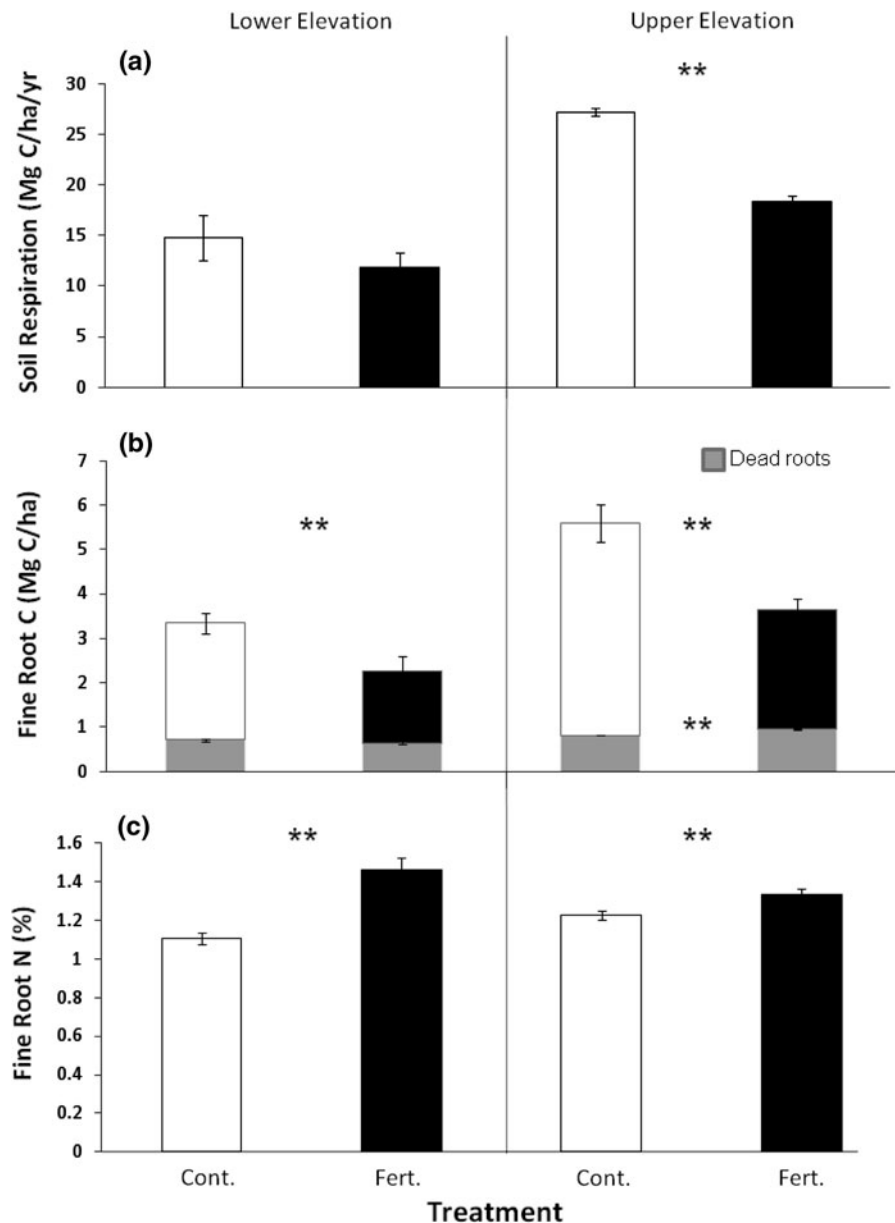 Lower Elevation
Upper Elevation
(a)
**
Soil Respiration (Mg C/ha/yr)
30
25
20
15
10
5
0
(b)
Dead roots
Fine Root C (Mg C/ha)
7
6
5
4
3
2
1
0
**
**
**
(c)
**
**
Fine Root N (%)
1.6
1.4
1.2
1
0.8
0.6
0.4
0.2
0
Cont.
Fert.
Cont.
Fert.
Treatment